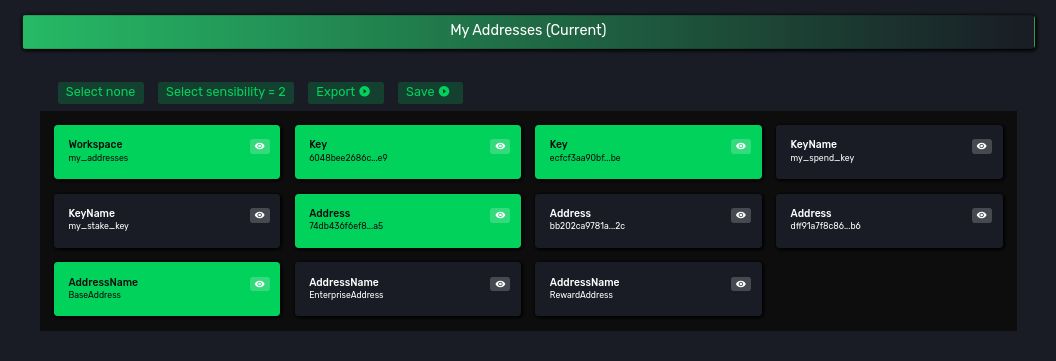 My Addresses (Current)
Select none
Select sensibility = 2
Export
Save
Workspace
my_addresses
Key
6048bee2686c...e9
Key
ecfcf3aa90bf...be
KeyName
my_spend_key
KeyName
my_stake_key
Address
74db436f6ef8...a5
Address
bb202ca9781a...2c
Address
dff91a7f8c86...b6
AddressName
BaseAddress
AddressName
EnterpriseAddress
AddressName
RewardAddress